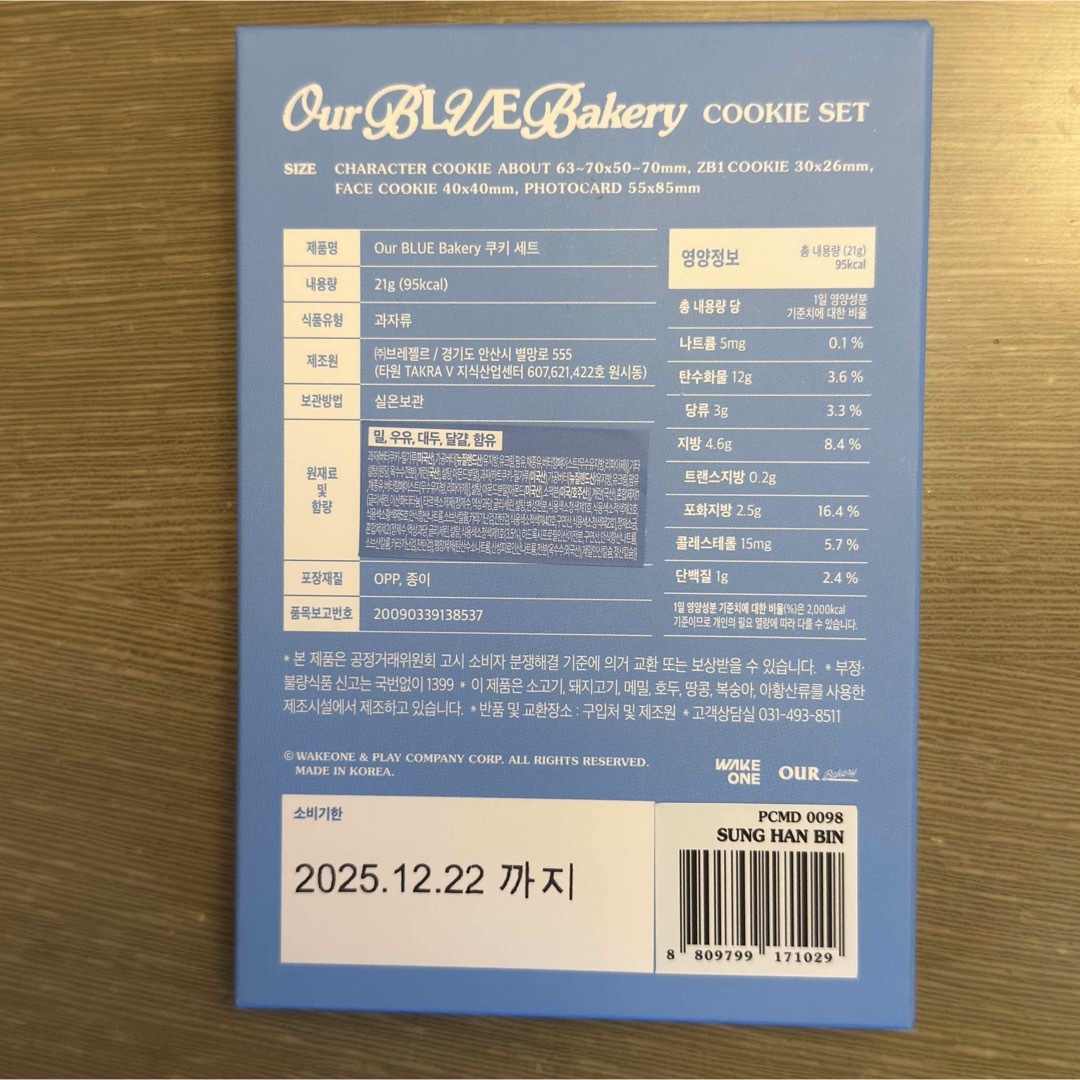 Our BLUE Bakery COOKIE SET
SIZE CHARACTER COOKIE ABOUT 63~70x50~70mm, ZB1 COOKIE 30x26mm,
FACE COOKIE 40x40mm, PHOTOCARD 55x85mm
제품명 Our BLUE Bakery 쿠키 세트
내용량 21g (95kcal)
식품유형 과자류
제조원 ㈜브레젤르 / 경기도 안산시 별망로 555
(타원 TAKRA V 지식산업센터 607,621,422호 원시동)
보관방법 실온보관
원재료
및
함량
밀, 우유, 대두, 달걀, 함유
포장재질 OPP, 종이
품목보고번호 20090339138537
영양정보 총 내용량 (21g)
95kcal
총 내용량 당 1일 영양성분
기준치에 대한 비율
나트륨 5mg 0.1 %
탄수화물 12g 3.6 %
당류 3g 3.3 %
지방 4.6g 8.4 %
트랜스지방 0.2g
포화지방 2.5g 16.4 %
콜레스테롤 15mg 5.7 %
단백질 1g 2.4 %
1일 영양성분 기준치에 대한 비율(%)은 2,000kcal
기준이므로 개인의 필요 열량에 따라 다를 수 있습니다.
* 본 제품은 공정거래위원회 고시 소비자 분쟁해결 기준에 의거 교환 또는 보상받을 수 있습니다. * 부정·
불량식품 신고는 국번없이 1399 * 이 제품은 소고기, 돼지고기, 메밀, 호두, 땅콩, 복숭아, 아황산류를 사용한
제조시설에서 제조하고 있습니다. * 반품 및 교환장소 : 구입처 및 제조원 * 고객상담실 031-493-8511
© WAKEONE & PLAY COMPANY CORP. ALL RIGHTS RESERVED.
MADE IN KOREA.
WAKE
ONE
OUR Bakery
소비기한
2025.12.22 까지
PCMD 0098
SUNG HAN BIN
8 809799 171029